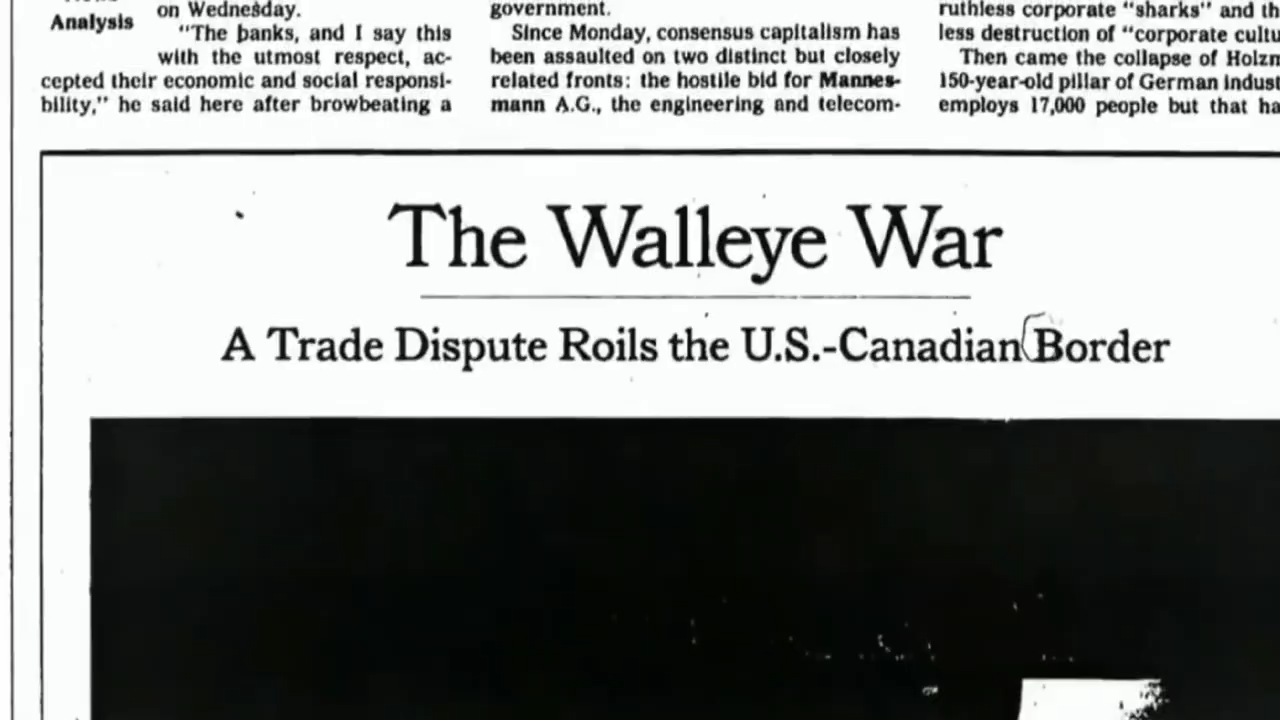 Analysis
on Wednesday.
"The banks, and I say this
with the utmost respect, ac-
cepted their economic and social responsi-
bility," he said here after browbeating a
government.
Since Monday, consensus capitalism has
been assaulted on two distinct but closely
related fronts: the hostile bid for Mannes-
mann A.G., the engineering and telecom-
ruthless corporate "sharks" and th
less destruction of "corporate cultu
Then came the collapse of Holzm
150-year-old pillar of German indust
employs 17,000 people but that ha
The Walleye War
A Trade Dispute Roils the U.S.-Canadian Border